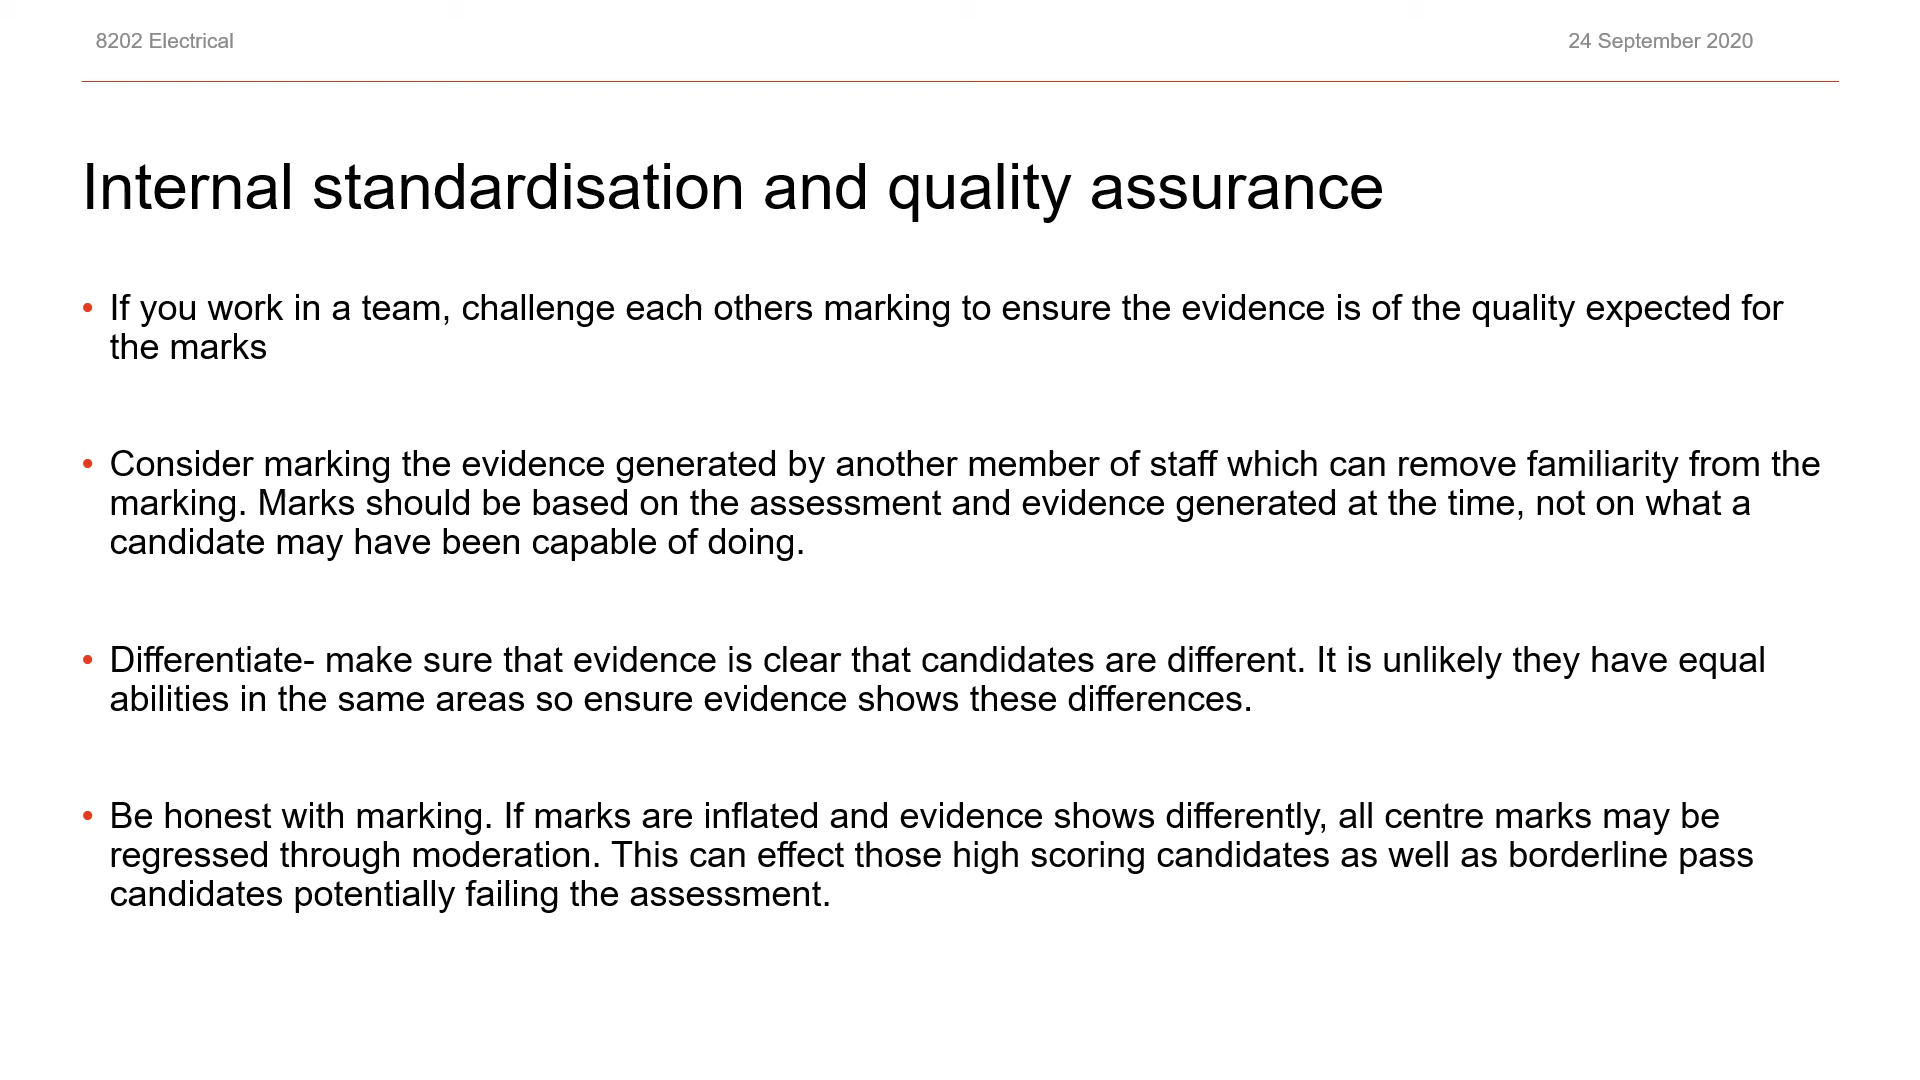 8202 Electrical
24 September 2020
Internal standardisation and quality assurance
• If you work in a team, challenge each others marking to ensure the evidence is of the quality expected for
the marks
• Consider marking the evidence generated by another member of staff which can remove familiarity from the
marking. Marks should be based on the assessment and evidence generated at the time, not on what a
candidate may have been capable of doing.
• Differentiate- make sure that evidence is clear that candidates are different. It is unlikely they have equal
abilities in the same areas so ensure evidence shows these differences.
• Be honest with marking. If marks are inflated and evidence shows differently, all centre marks may be
regressed through moderation. This can effect those high scoring candidates as well as borderline pass
candidates potentially failing the assessment.